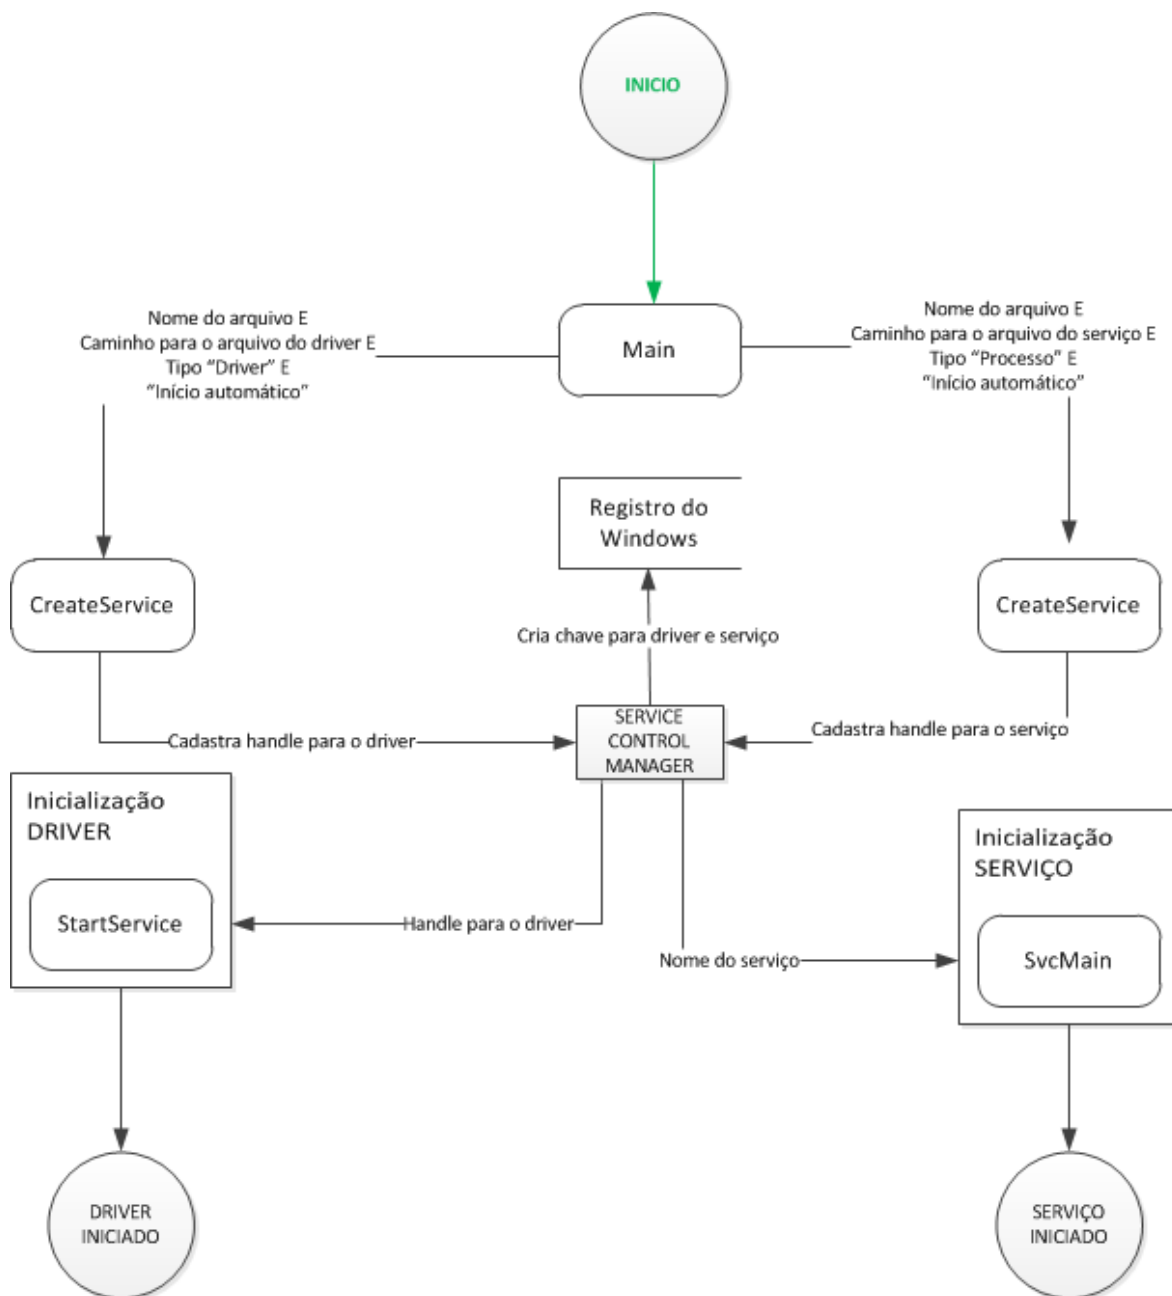 INICIO
Nome do arquivo E
Caminho para o arquivo do driver E
Tipo “Driver” E
“Início automático”
Main
Nome do arquivo E
Caminho para o arquivo do serviço E
Tipo “Processo” E
“Início automático”
Registro do
Windows
CreateService
CreateService
Cria chave para driver e serviço
Cadastra handle para o driver
SERVICE
CONTROL
MANAGER
Cadastra handle para o serviço
Inicialização
DRIVER
StartService
Handle para o driver
Nome do serviço
Inicialização
SERVIÇO
SvcMain
DRIVER
INICIADO
SERVIÇO
INICIADO